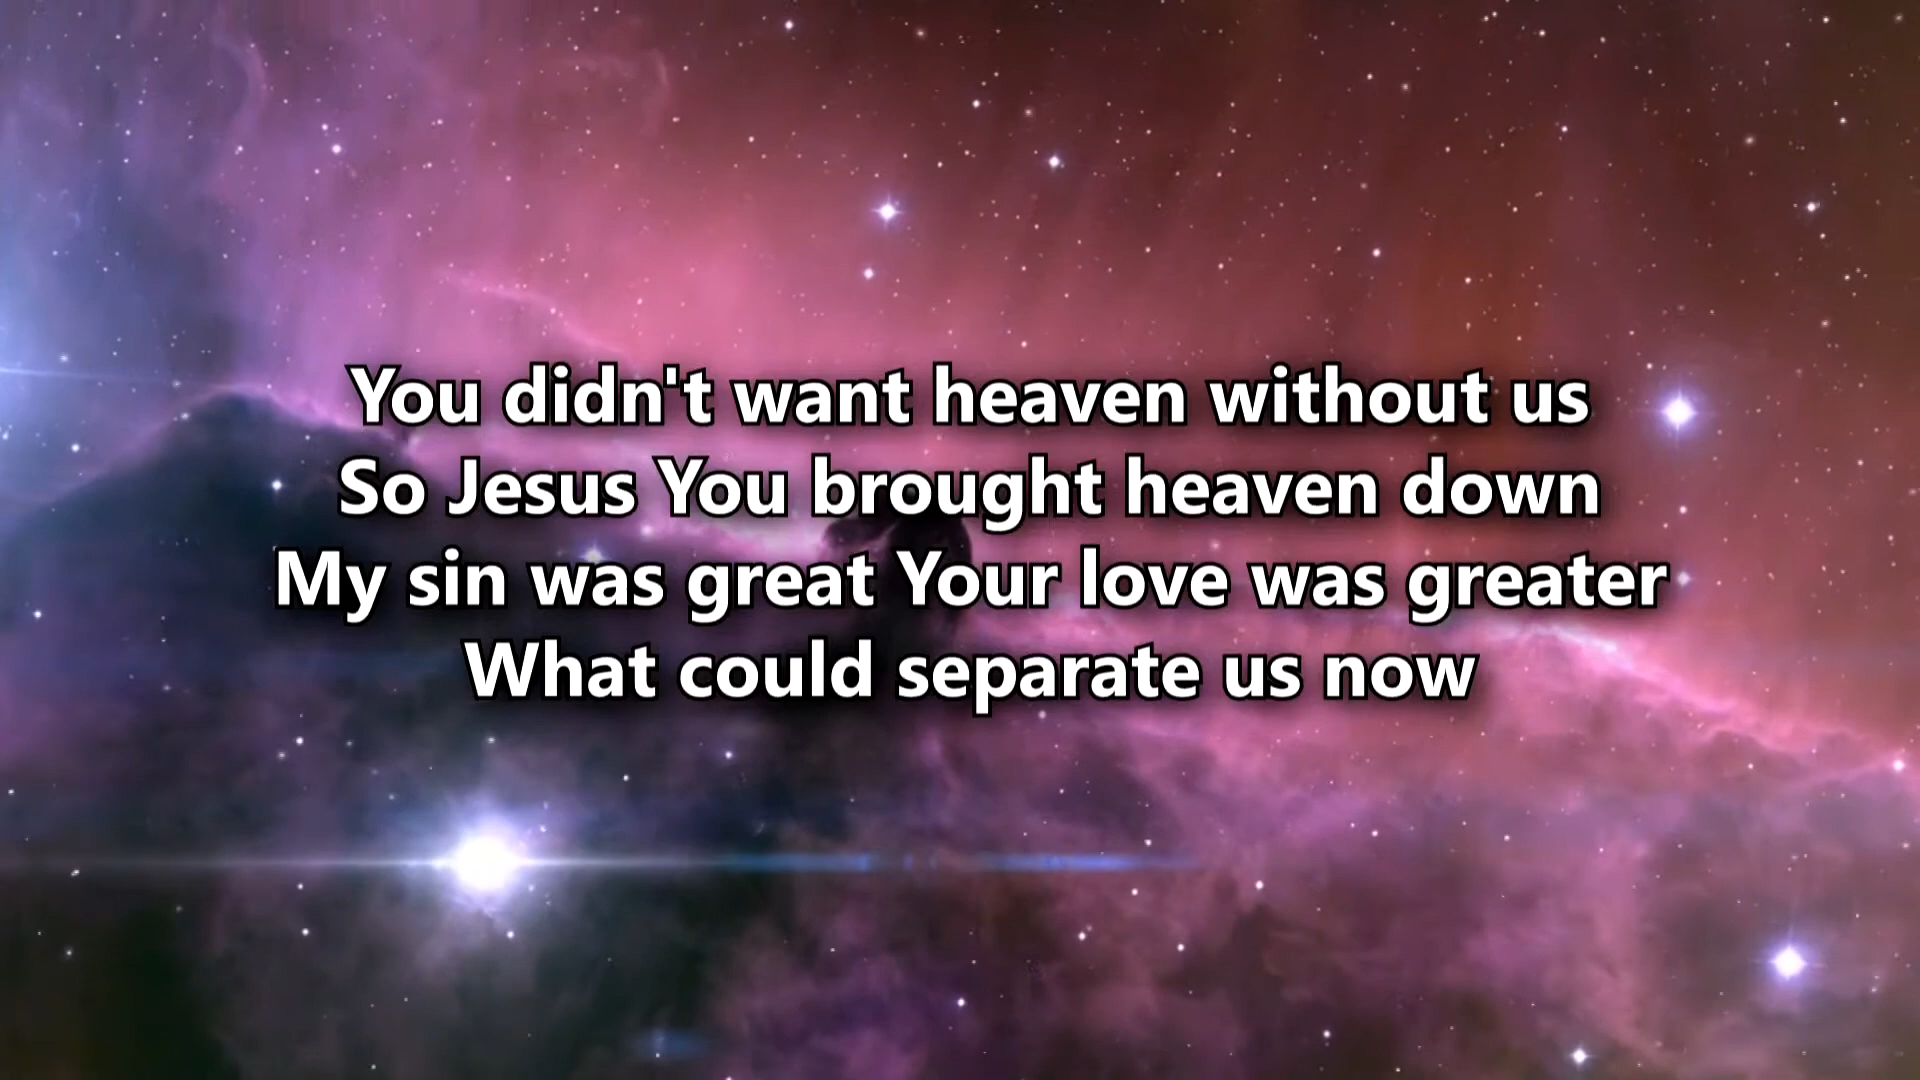 You didn't want heaven without us
So Jesus You brought heaven down
My sin was great Your love was greater
What could separate us now